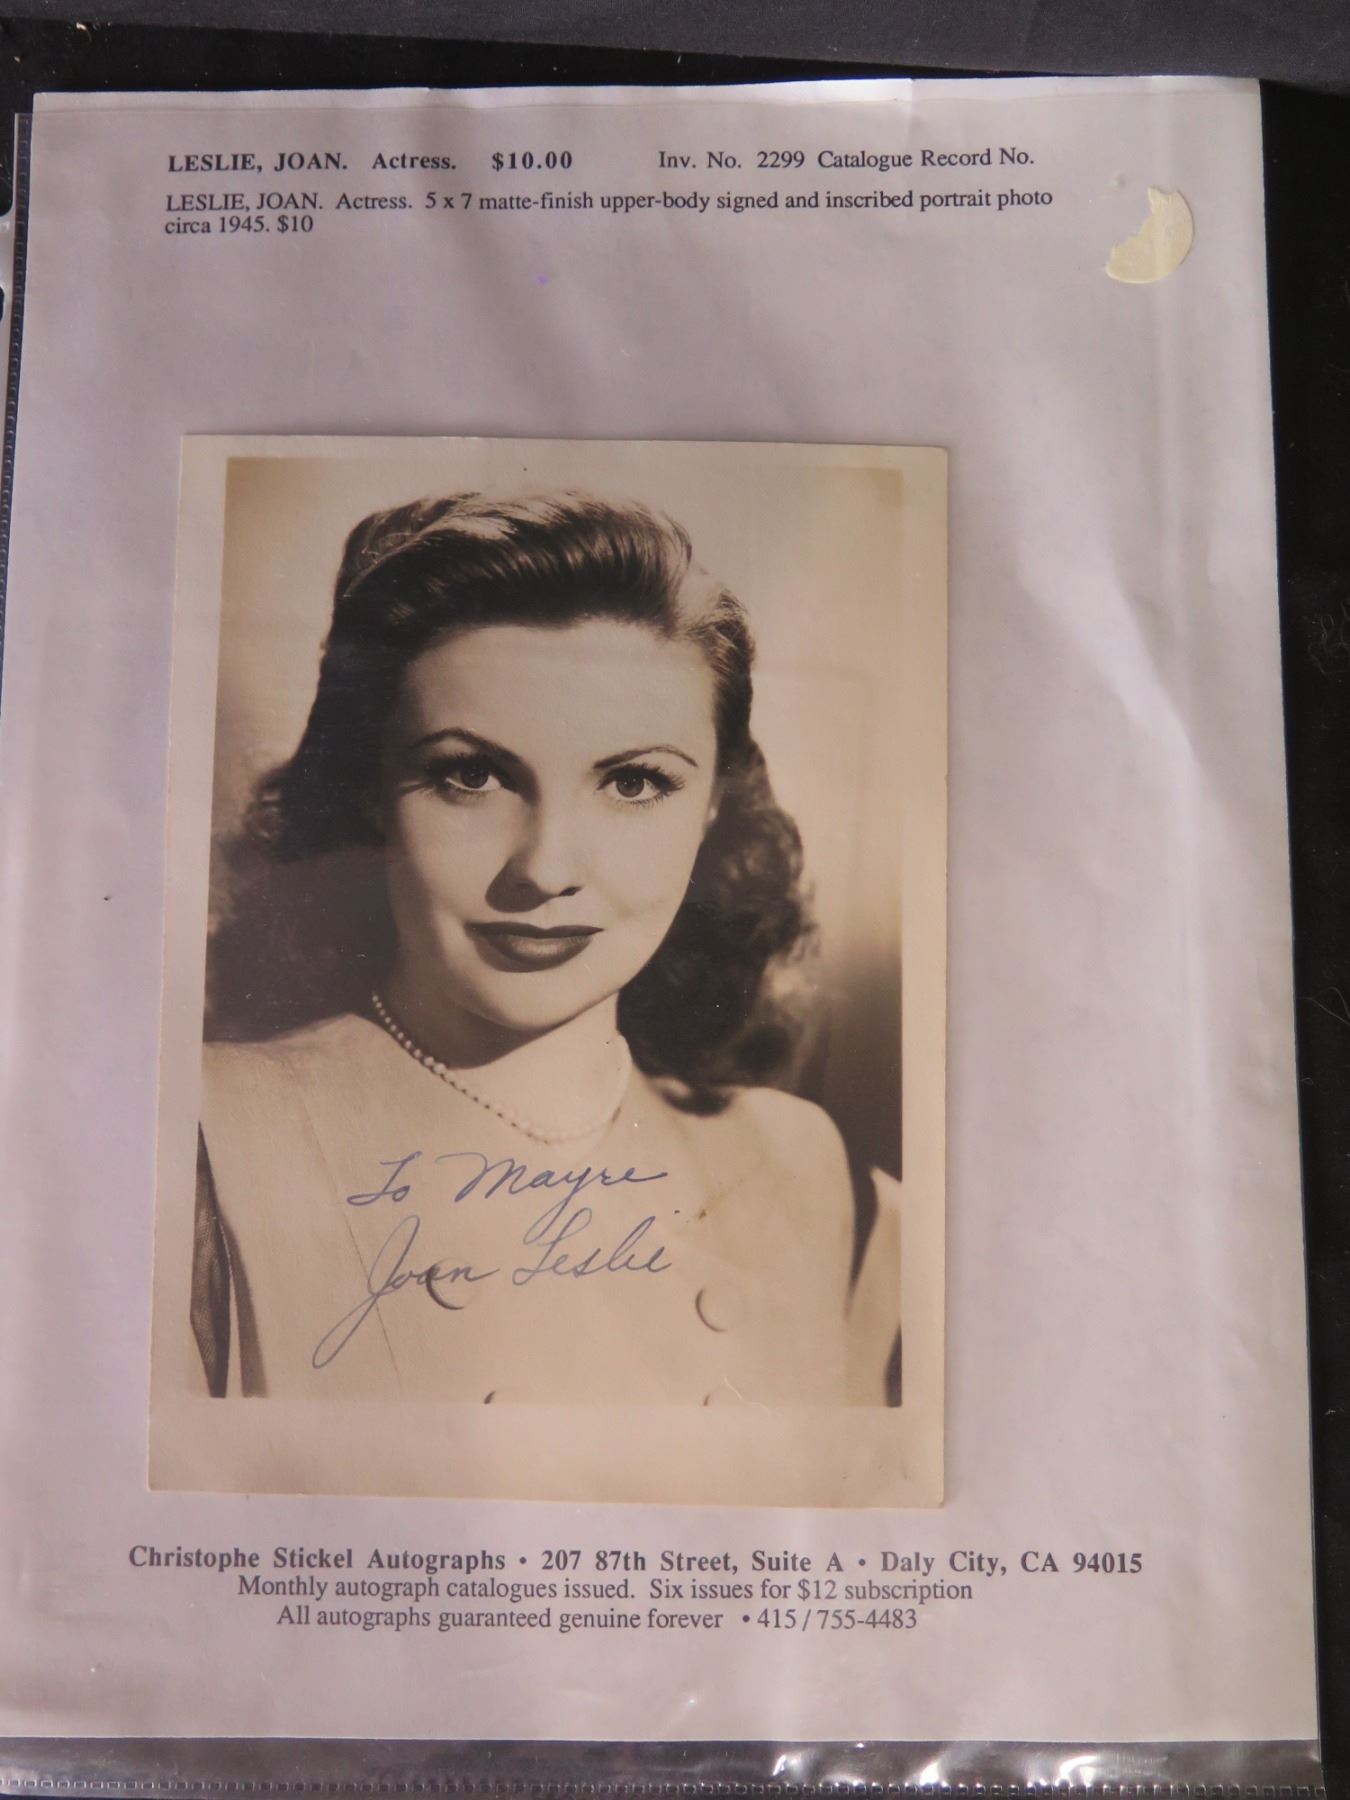 LESLIE, JOAN. Actress. $10.00 Inv. No. 2299 Catalogue Record No.
LESLIE, JOAN. Actress. 5 x 7 matte-finish upper-body signed and inscribed portrait photo
circa 1945. $10
To Mayre
Joan Leslie
Christophe Stickel Autographs • 207 87th Street, Suite A • Daly City, CA 94015
Monthly autograph catalogues issued. Six issues for $12 subscription
All autographs guaranteed genuine forever • 415/755-4483